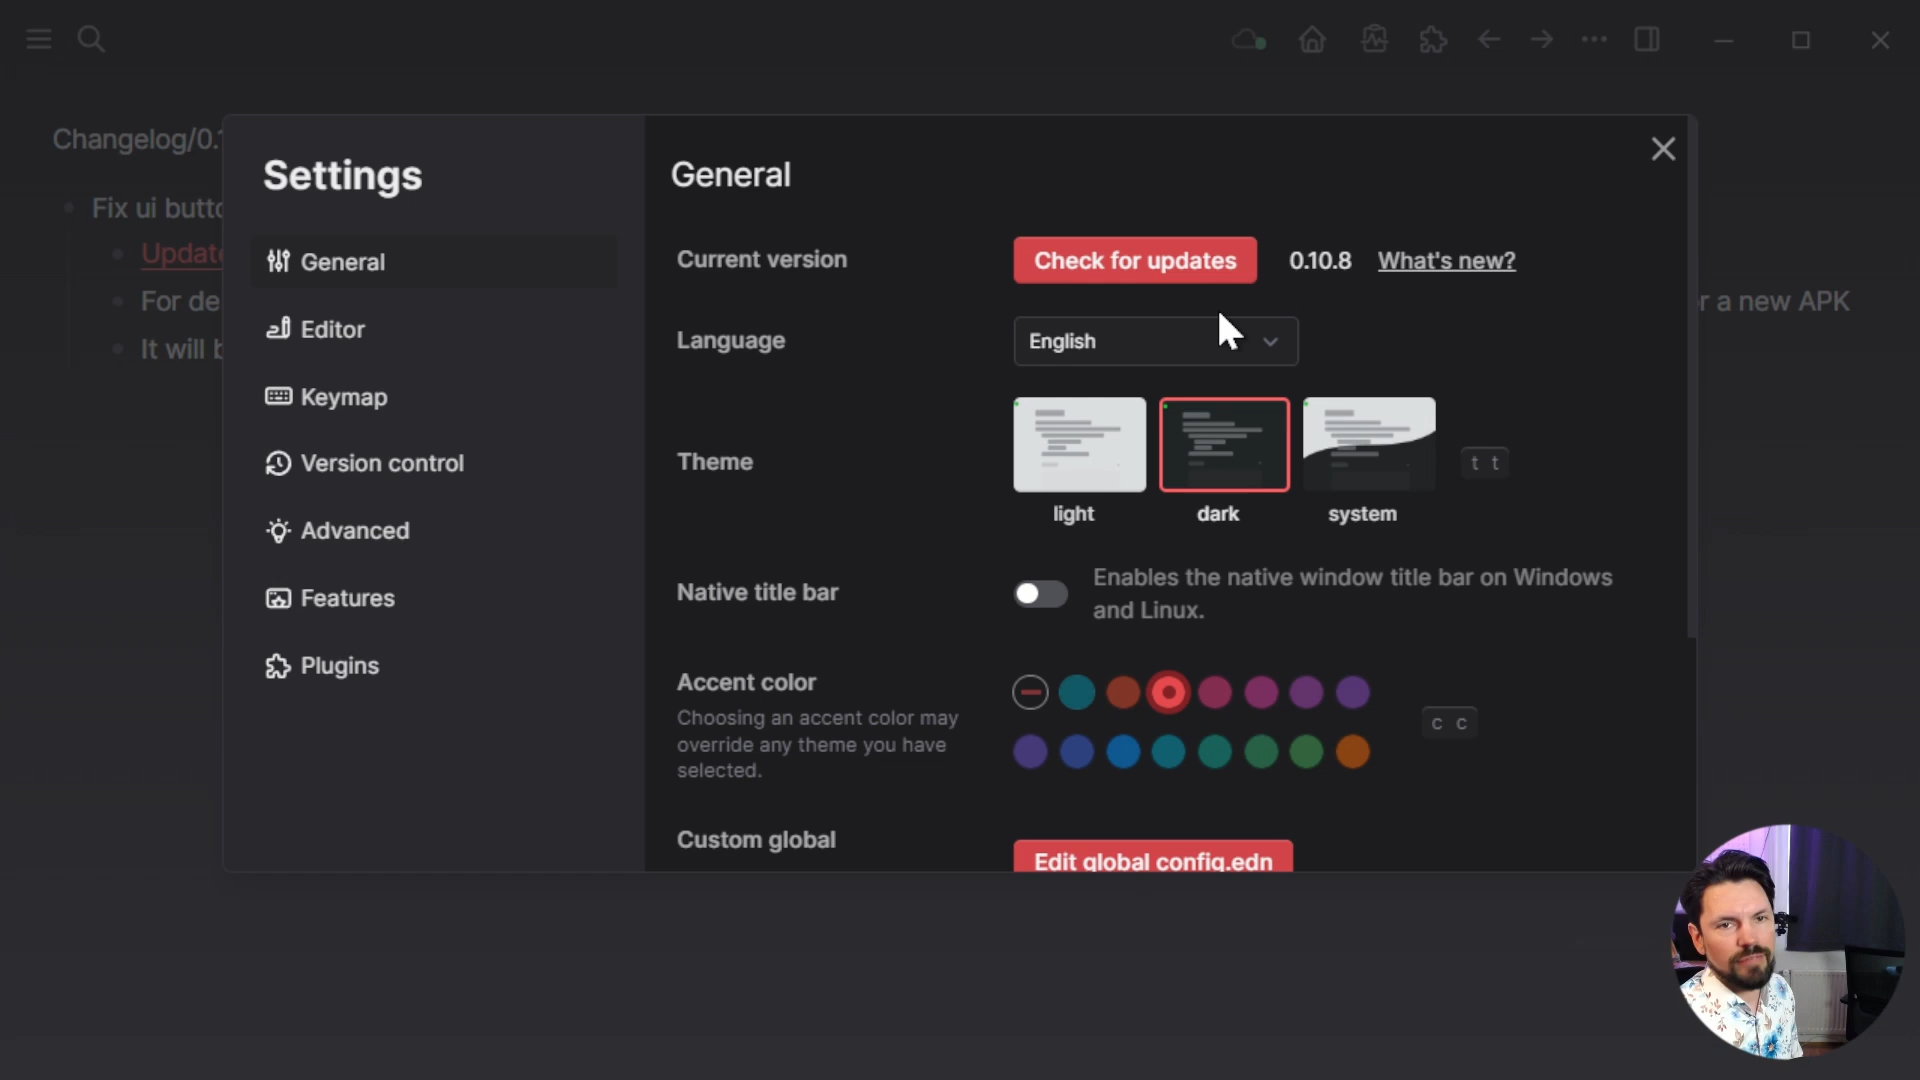 Changelog/0.1
Fix ui butto
Update
For de
r a new APK
It will b
Settings
General
Editor
Keymap
Version control
Advanced
Features
Plugins
General
Current version
Check for updates
0.10.8
What's new?
Language
English
Theme
light
dark
system
t t
Native title bar
Enables the native window title bar on Windows
and Linux.
Accent color
Choosing an accent color may
override any theme you have
selected.
c c
Custom global
Edit global config.edn